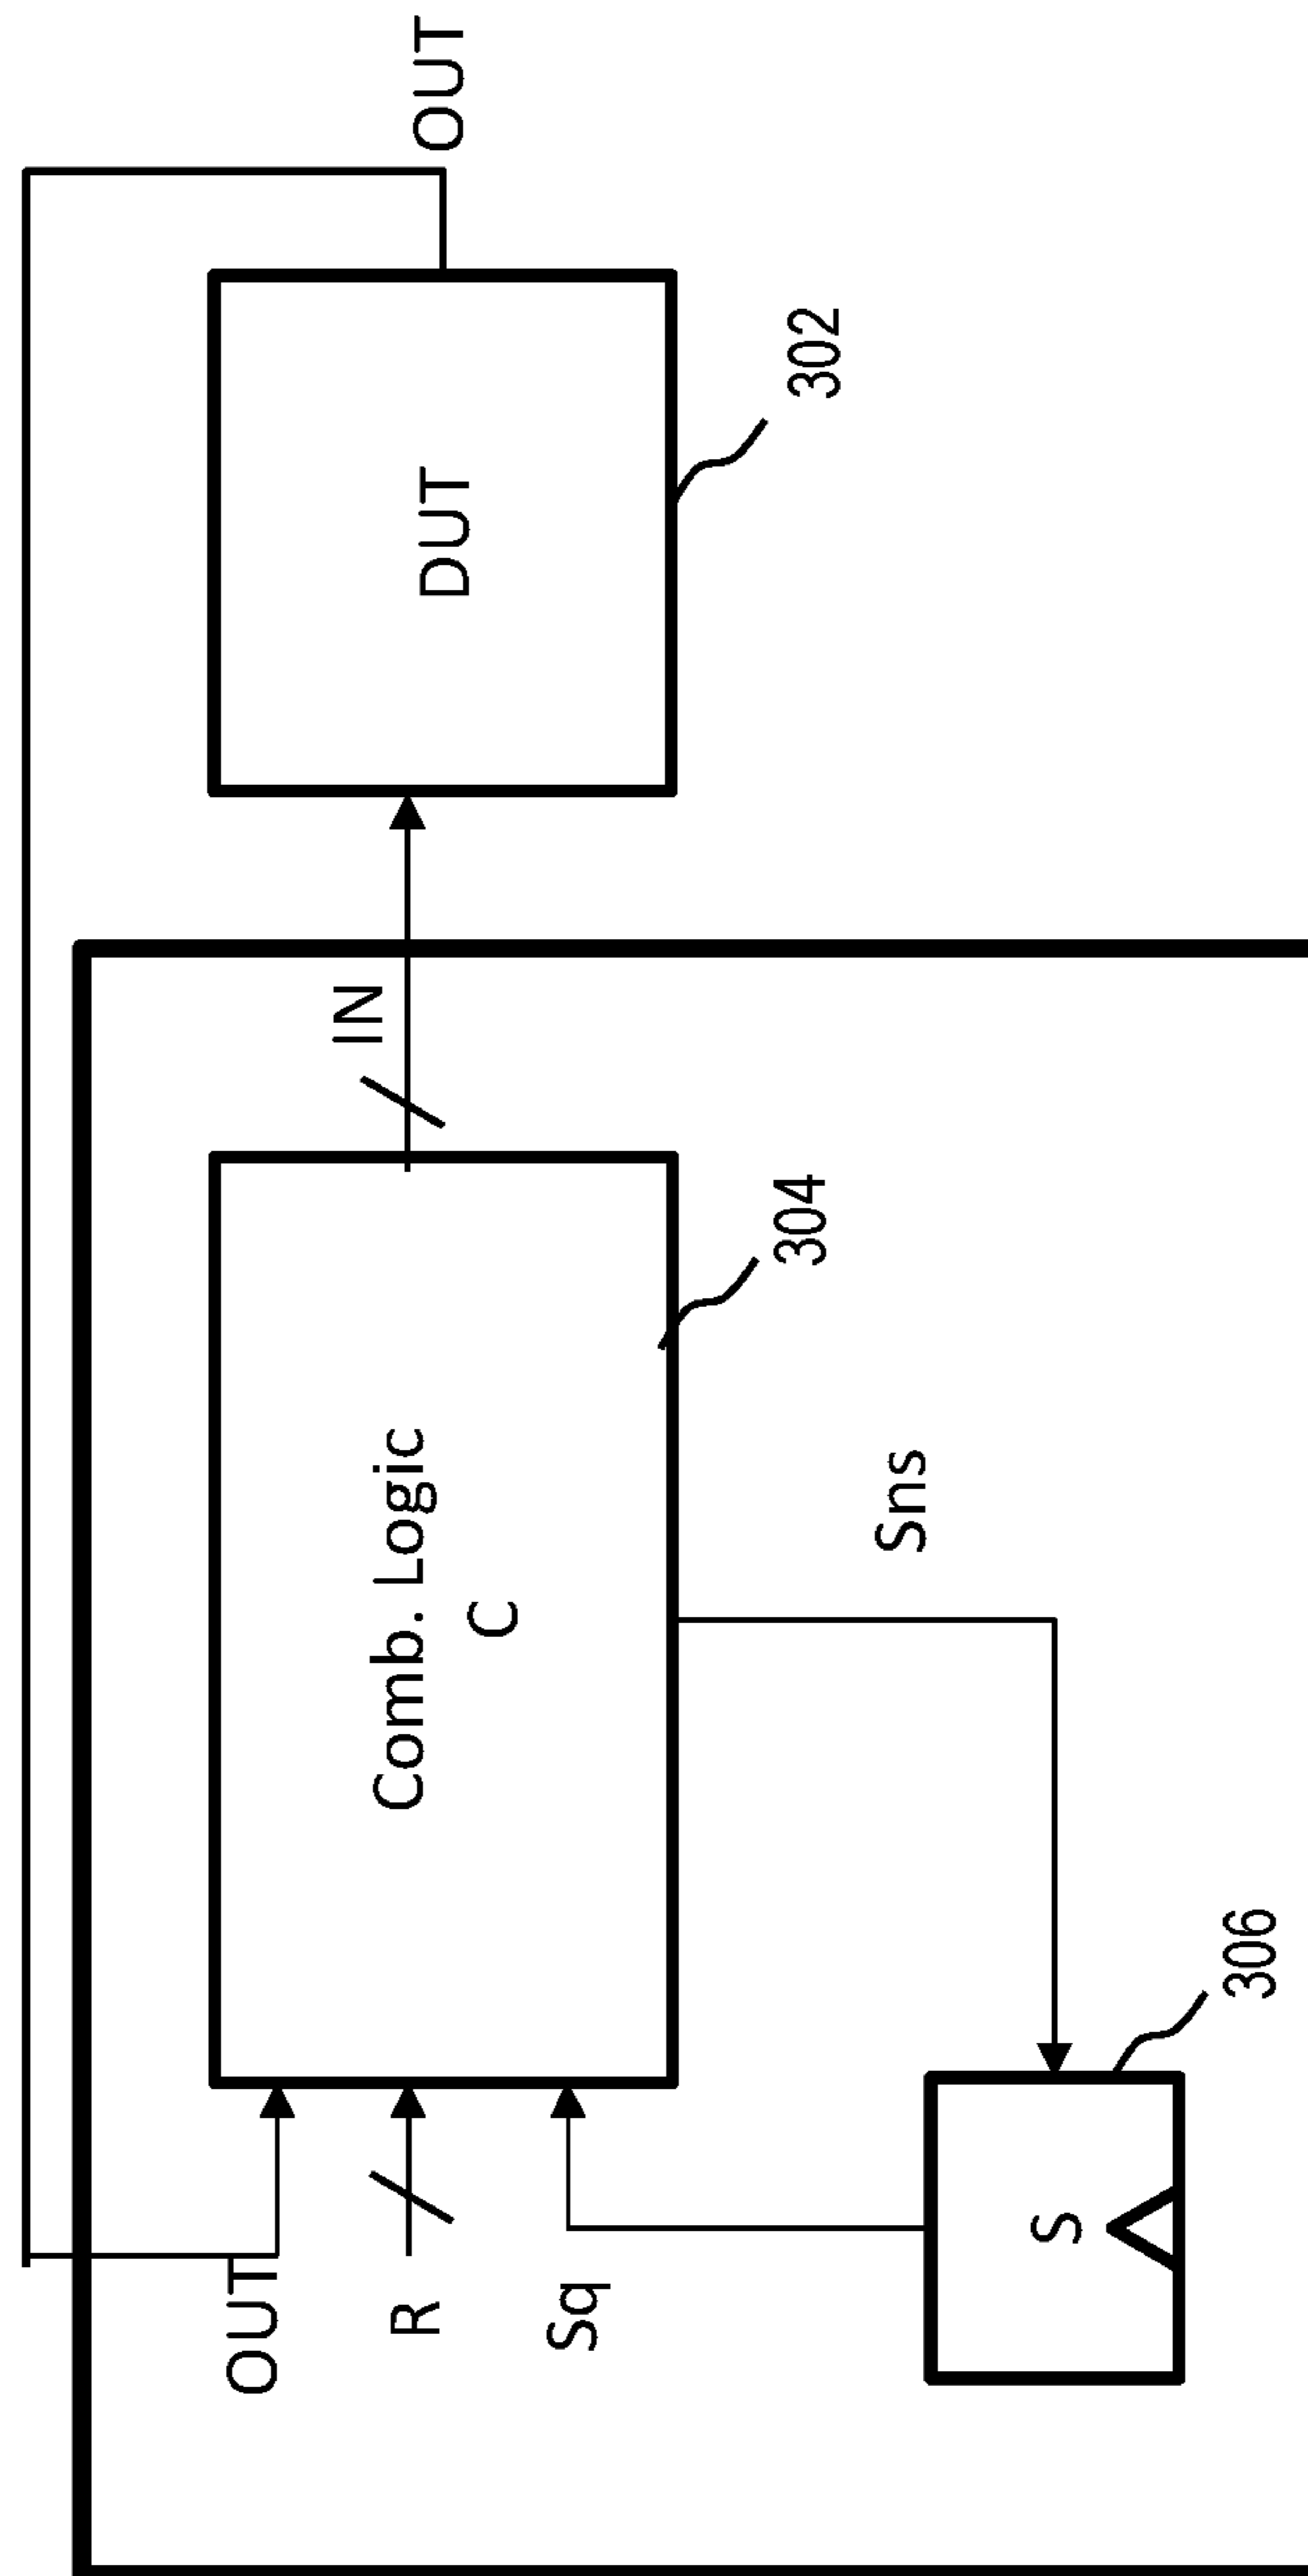 OUT
R
Sq
Comb. Logic
C
304
IN
DUT
302
OUT
Sns
S
306